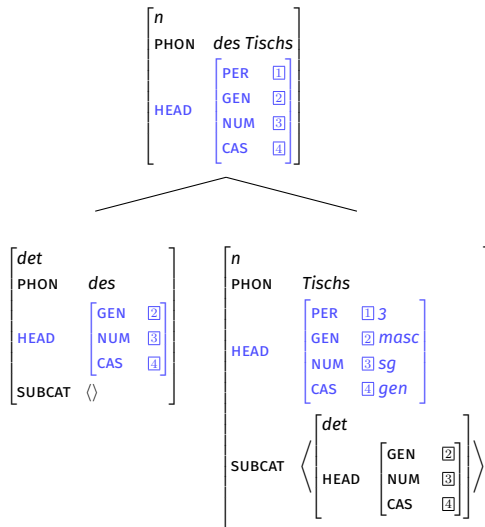 n
PHON des Tischs
HEAD
PER 1
GEN 2
NUM 3
CAS 4
det
PHON des
HEAD
GEN 2
NUM 3
CAS 4
SUBCAT ⟨⟩
n
PHON Tischs
HEAD
PER 1 3
GEN 2 masc
NUM 3 sg
CAS 4 gen
SUBCAT
det
HEAD
GEN 2
NUM 3
CAS 4